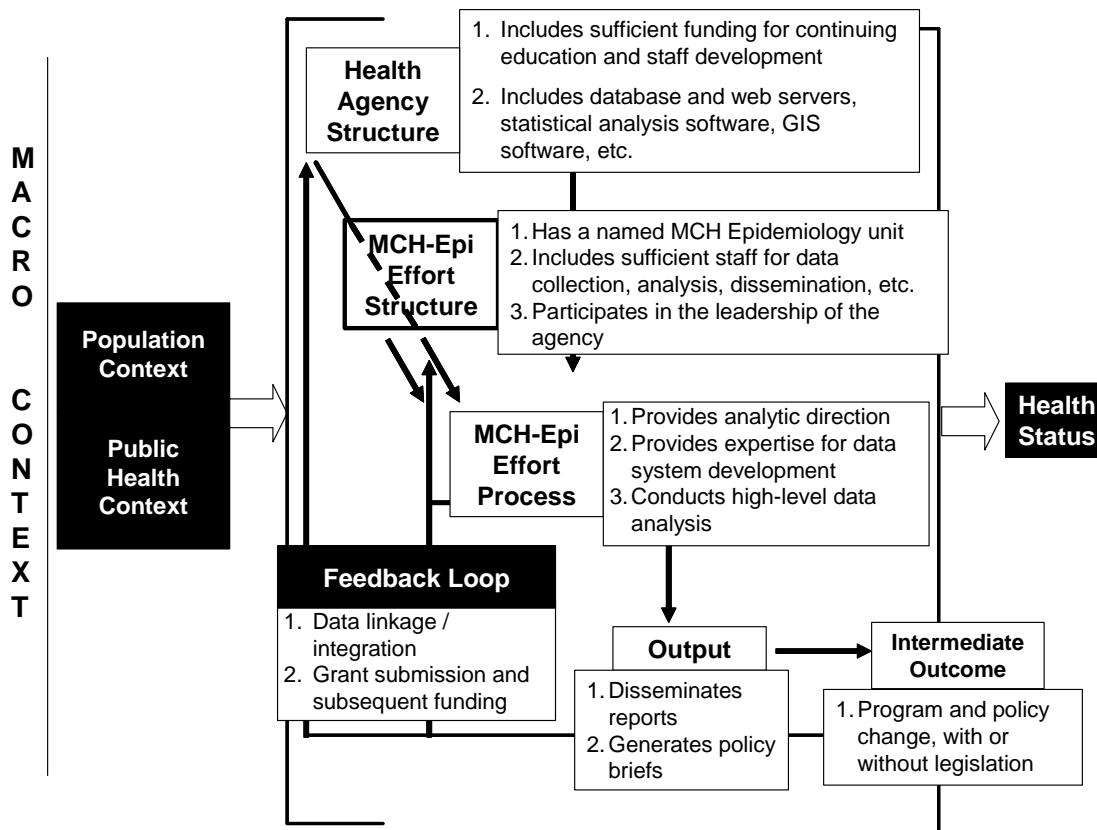 MACRO CONTEXT
Population
Context
Public
Health
Context
Health
Agency
Structure
1. Includes sufficient funding for continuing
education and staff development
2. Includes database and web servers,
statistical analysis software, GIS
software, etc.
MCH-Epi
Effort
Structure
1. Has a named MCH Epidemiology unit
2. Includes sufficient staff for data
collection, analysis, dissemination, etc.
3. Participates in the leadership of the
agency
MCH-Epi
Effort
Process
1. Provides analytic direction
2. Provides expertise for data
system development
3. Conducts high-level data
analysis
Feedback Loop
1. Data linkage /
integration
2. Grant submission and
subsequent funding
Output
1. Disseminates
reports
2. Generates policy
briefs
Intermediate
Outcome
1. Program and policy
change, with or
without legislation
Health
Status